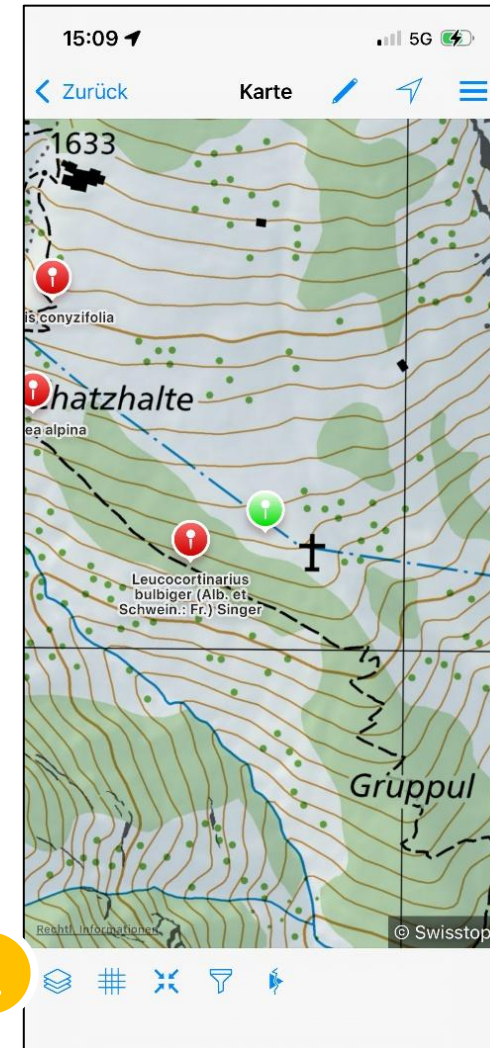 15:09
5G
Zurück
Karte
1633
is conyzifolia
chatzhalte
ea alpina
Leucocortinarius
bulbiger (Alb. et
Schwein.: Fr.) Singer
Gruppul
Rechtl. Informationen
© Swisstop